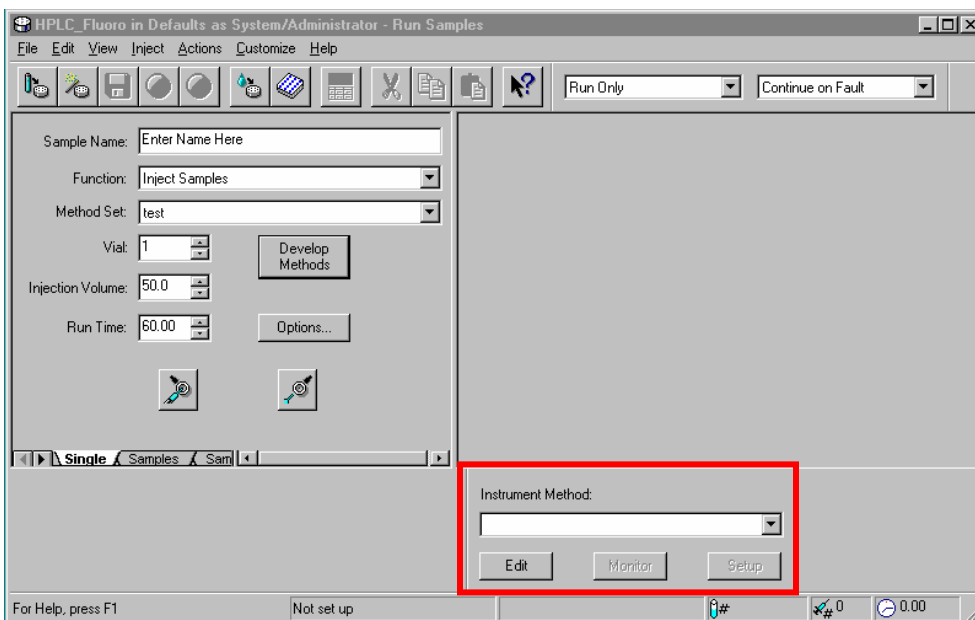 HPLC_Fluoro in Defaults as System/Administrator - Run Samples
File Edit View Inject Actions Customize Help
Run Only Continue on Fault
Sample Name: Enter Name Here
Function: Inject Samples
Method Set: test
Vial: 1
Develop Methods
Injection Volume: 50.0
Run Time: 60.00
Options...
Single Samples Sam
Instrument Method:
Edit Monitor Setup
For Help, press F1 Not set up # # 0 0.00